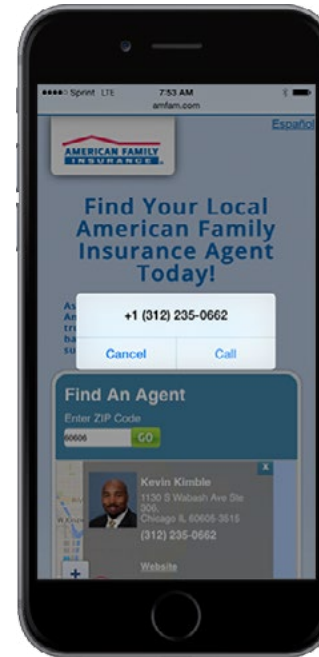 Sprint LTE 7:53 AM
amfam.com
Español
AMERICAN FAMILY
INSURANCE
Find Your Local
American Family
Insurance Agent
Today!
+1 (312) 235-0662
Cancel Call
Find An Agent
Enter ZIP Code
60606 GO
X
Kevin Kimble
1130 S Wabash Ave Ste
306,
Chicago IL 60605-3515
(312) 235-0662
Website
+